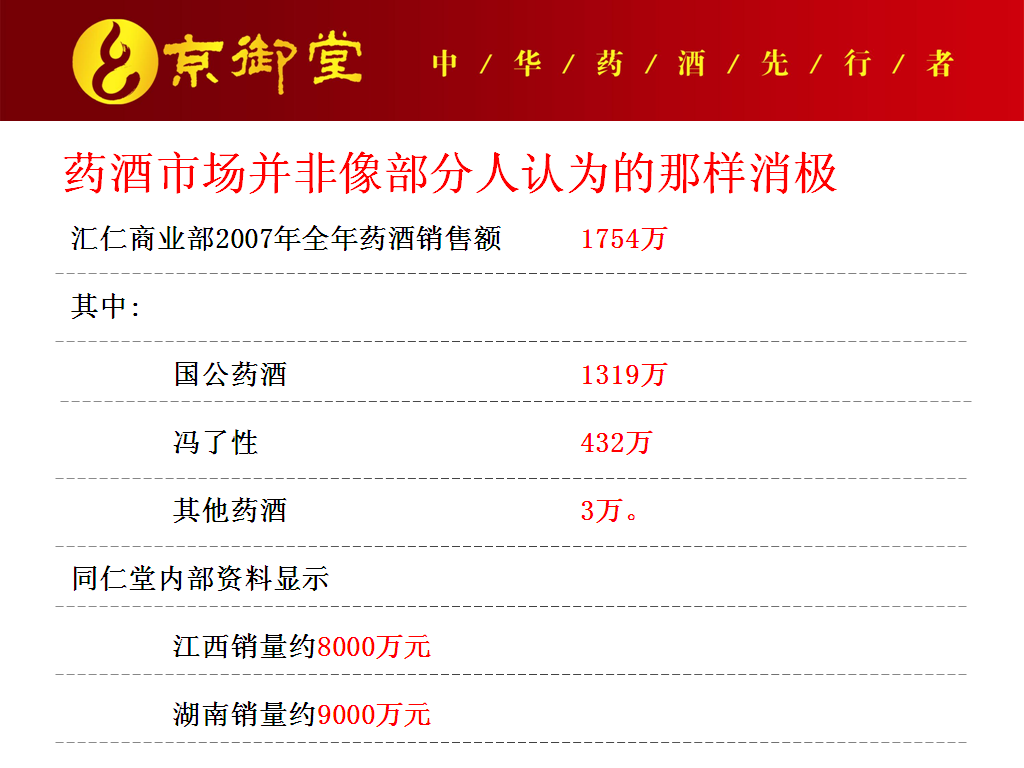 京御堂 中/华/药/酒/先/行/者
药酒市场并非像部分人认为的那样消极
汇仁商业部2007年全年药酒销售额 1754万
其中:
国公药酒 1319万
冯了性 432万
其他药酒 3万。
同仁堂内部资料显示
江西销量约8000万元
湖南销量约9000万元